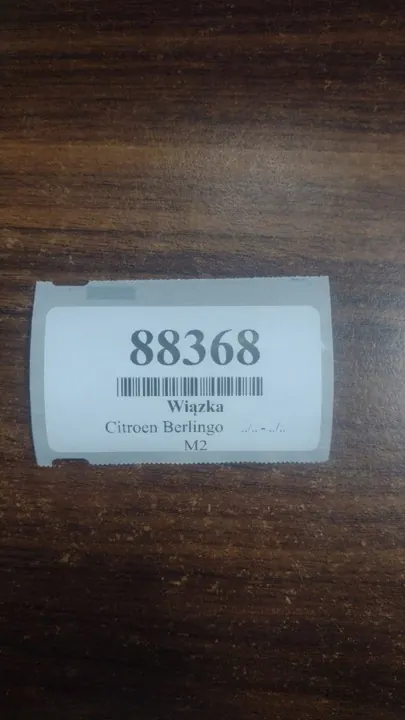 88368
Wiązka
Citroen Berlingo ../.. - ../..
M2